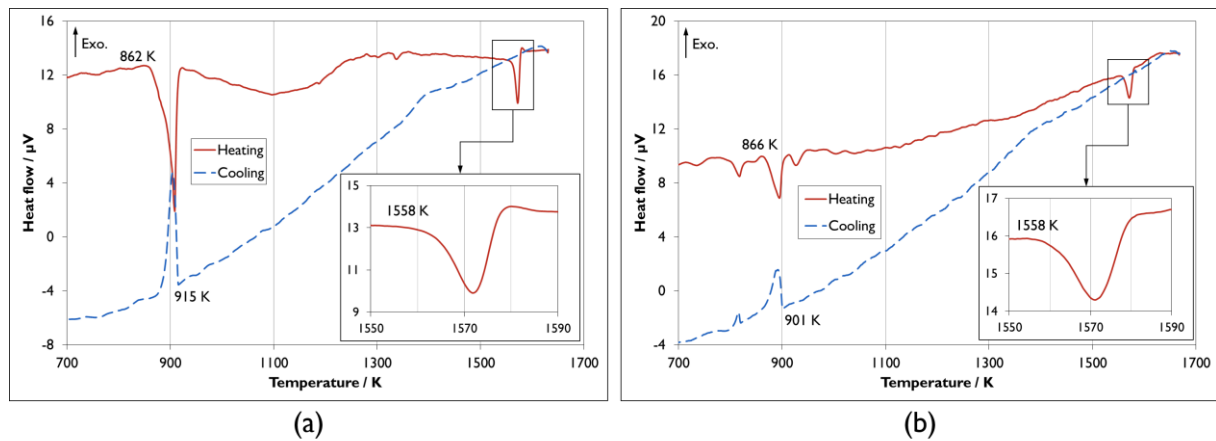 16
Exo.
862 K
12
8
Heat flow / µV
Heating
Cooling
4
0
-4
-8
915 K
15
13
11
9
1558 K
1550
1570
1590
700
900
1100
1300
1500
1700
Temperature / K
(a)
20
Exo.
16
12
866 K
8
Heat flow / µV
Heating
Cooling
4
0
-4
901 K
17
16
15
14
1558 K
1550
1570
1590
700
900
1100
1300
1500
1700
Temperature / K
(b)